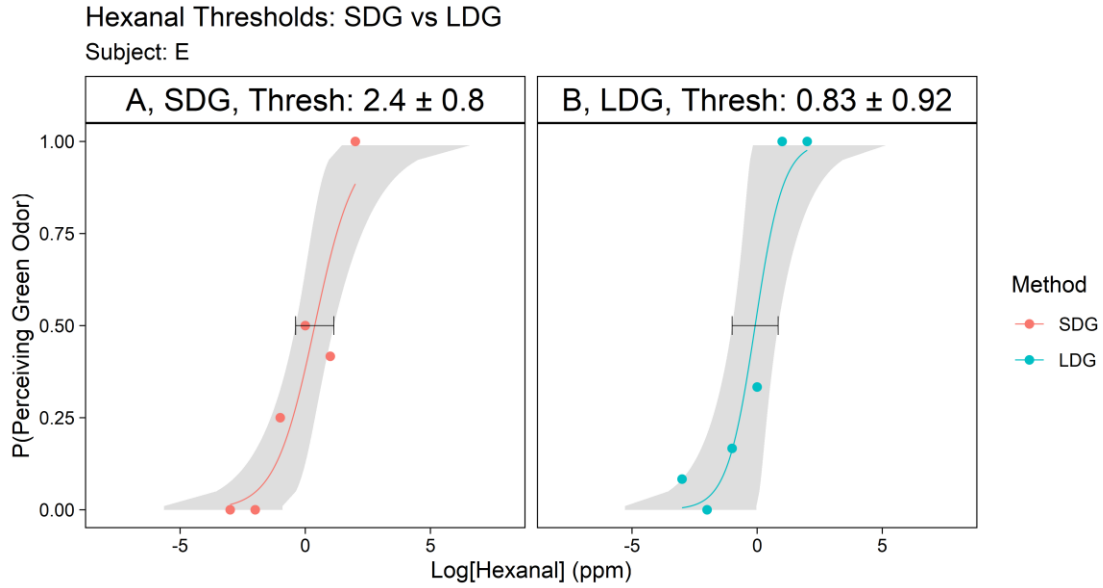 Hexanal Thresholds: SDG vs LDG
Subject: E
A, SDG, Thresh: 2.4 ± 0.8
B, LDG, Thresh: 0.83 ± 0.92
P(Perceiving Green Odor)
1.00
0.75
0.50
0.25
0.00
-5
0
5
-5
0
5
Log[Hexanal] (ppm)
Method
SDG
LDG